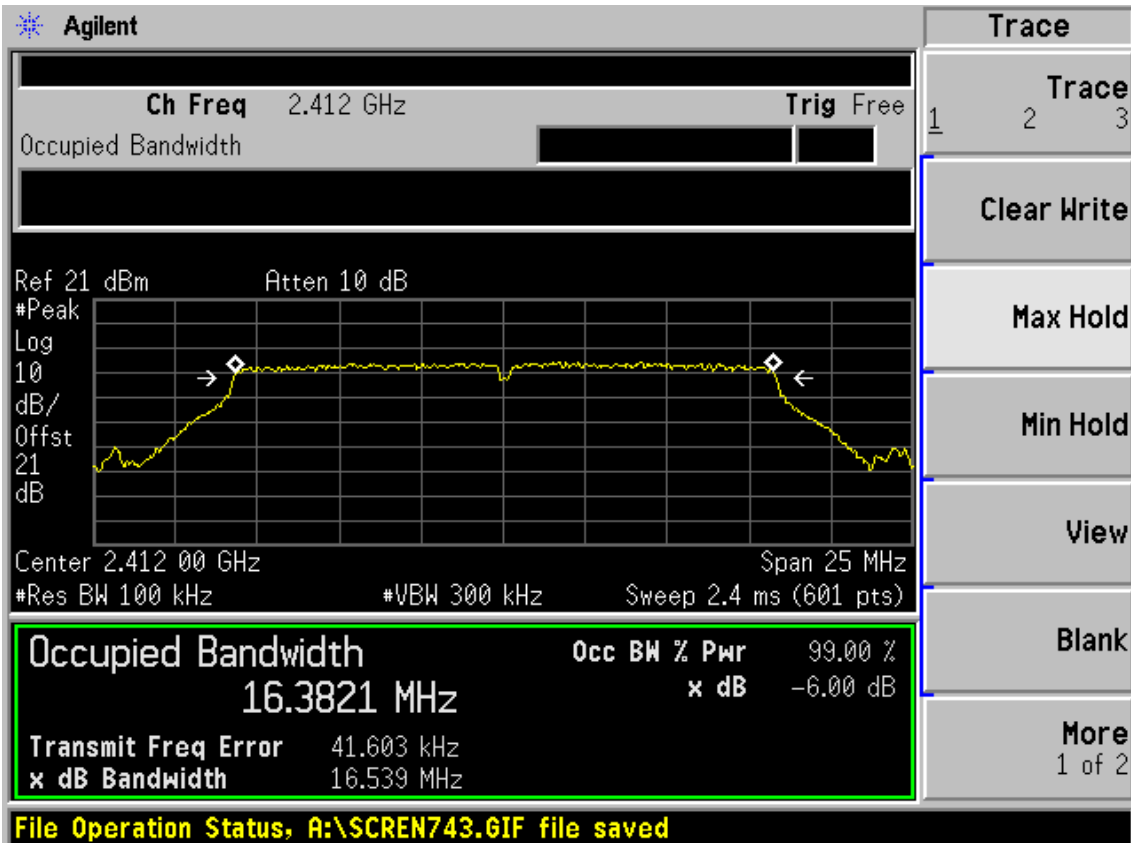 Agilent
Trace
Ch Freq 2.412 GHz Trig Free
Occupied Bandwidth
Trace
1 2 3
Clear Write
Max Hold
Min Hold
View
Blank
More
1 of 2
Ref 21 dBm Atten 10 dB
#Peak
Log
10
dB/
Offst
21
dB
Center 2.412 00 GHz Span 25 MHz
#Res BW 100 kHz #VBW 300 kHz Sweep 2.4 ms (601 pts)
Occupied Bandwidth Occ BW % Pwr 99.00 %
16.3821 MHz x dB -6.00 dB
Transmit Freq Error 41.603 kHz
x dB Bandwidth 16.539 MHz
File Operation Status, A:\SCREN743.GIF file saved